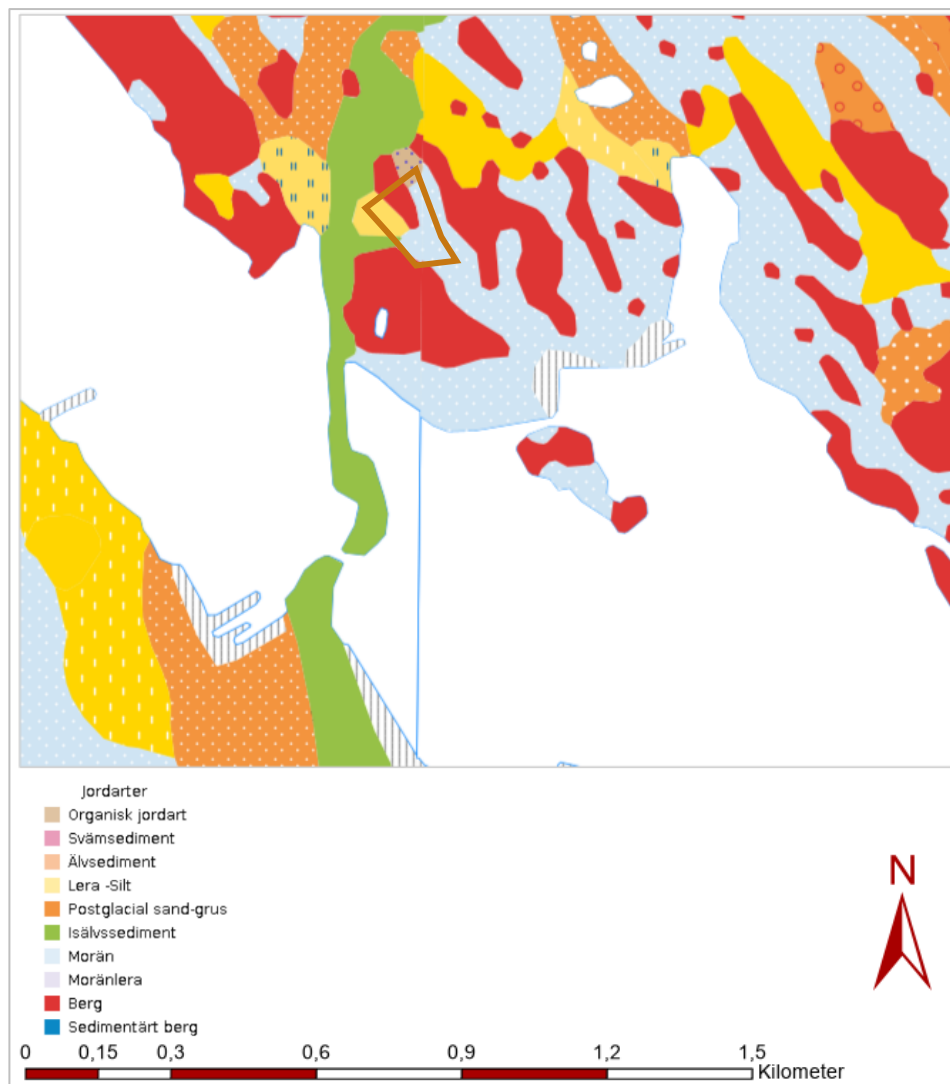 Jordarter
Organisk jordart
Svämsediment
Älvsediment
Lera -Silt
Postglacial sand-grus
Isälvssediment
Morän
Moränlera
Berg
Sedimentärt berg
N
0 0,15 0,3 0,6 0,9 1,2 1,5
Kilometer